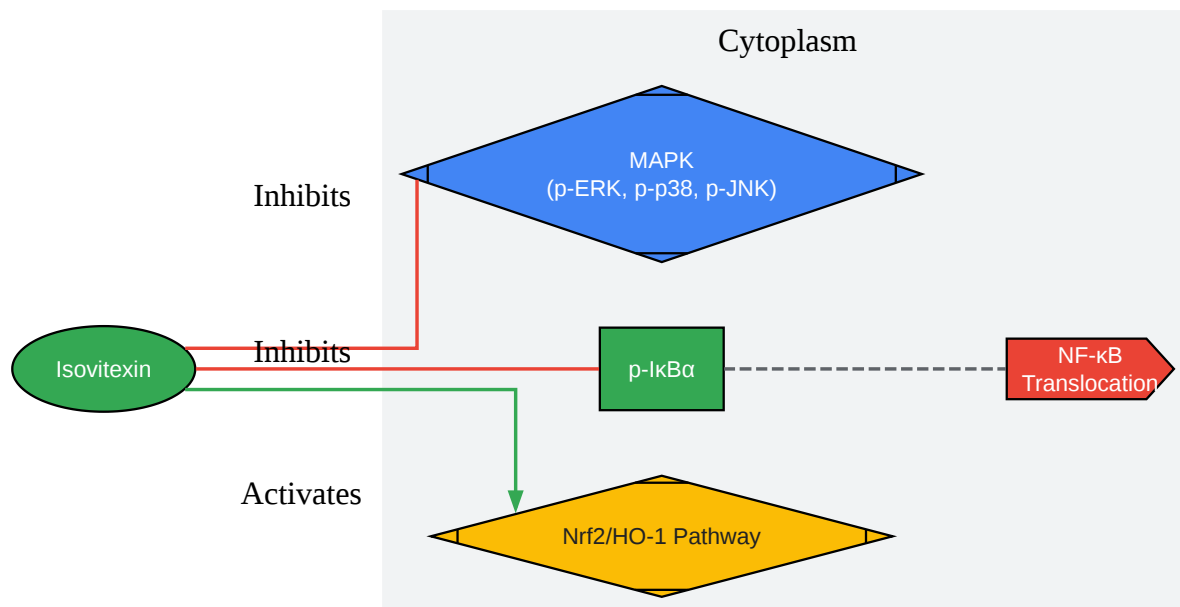 Cytoplasm
MAPK
(p-ERK, p-p38, p-JNK)
Inhibits
Inhibits
Isovitexin
p-IκBα
NF-κB
Translocation
Activates
Nrf2/HO-1 Pathway